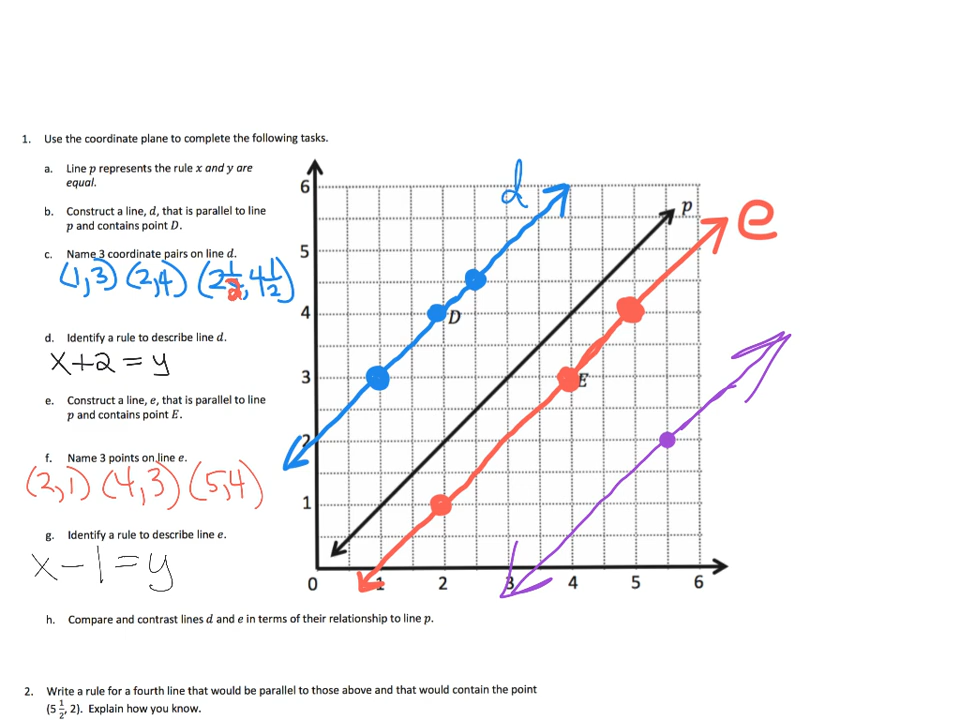 1. Use the coordinate plane to complete the following tasks.
a. Line p represents the rule x and y are
equal.
b. Construct a line, d, that is parallel to line
p and contains point D.
c. Name 3 coordinate pairs on line d.
(1,3) (2,4) (2 1/2, 4 1/2)
d. Identify a rule to describe line d.
x+2=y
e. Construct a line, e, that is parallel to line
p and contains point E.
f. Name 3 points on line e.
(2,1) (4,3) (5,4)
g. Identify a rule to describe line e.
x-1=y
6
5
4
3
2
1
0 1 2 3 4 5 6
d
p
e
D
E
h. Compare and contrast lines d and e in terms of their relationship to line p.
2. Write a rule for a fourth line that would be parallel to those above and that would contain the point
(5 1/2, 2). Explain how you know.